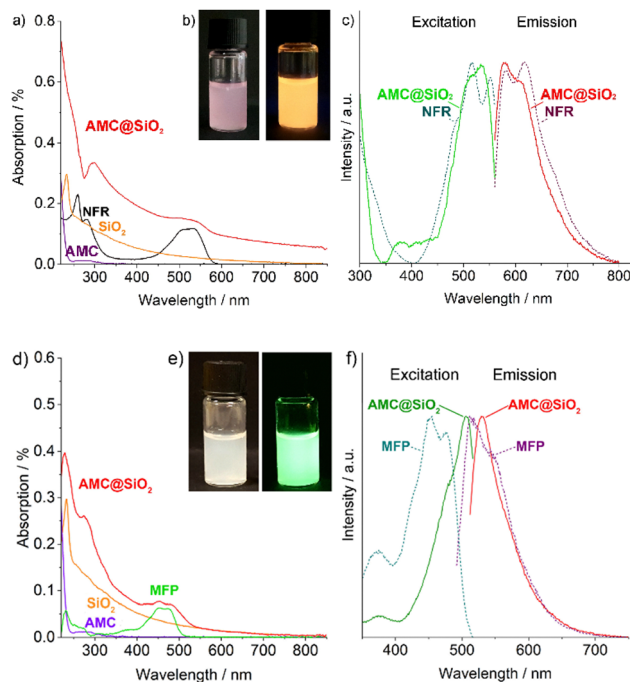 a)
Absorption / %
0.8
0.6
0.4
0.2
0.0
AMC@SiO₂
NFR
SiO₂
AMC
300 400 500 600 700 800
Wavelength / nm
b)
c)
Excitation Emission
Intensity / a.u.
AMC@SiO₂
NFR
AMC@SiO₂
NFR
300 400 500 600 700 800
Wavelength / nm
d)
Absorption / %
0.6
0.5
0.4
0.3
0.2
0.1
0.0
AMC@SiO₂
SiO₂
AMC
MFP
300 400 500 600 700 800
Wavelength / nm
e)
f)
Excitation Emission
Intensity / a.u.
AMC@SiO₂
MFP
AMC@SiO₂
MFP
400 500 600 700
Wavelength / nm